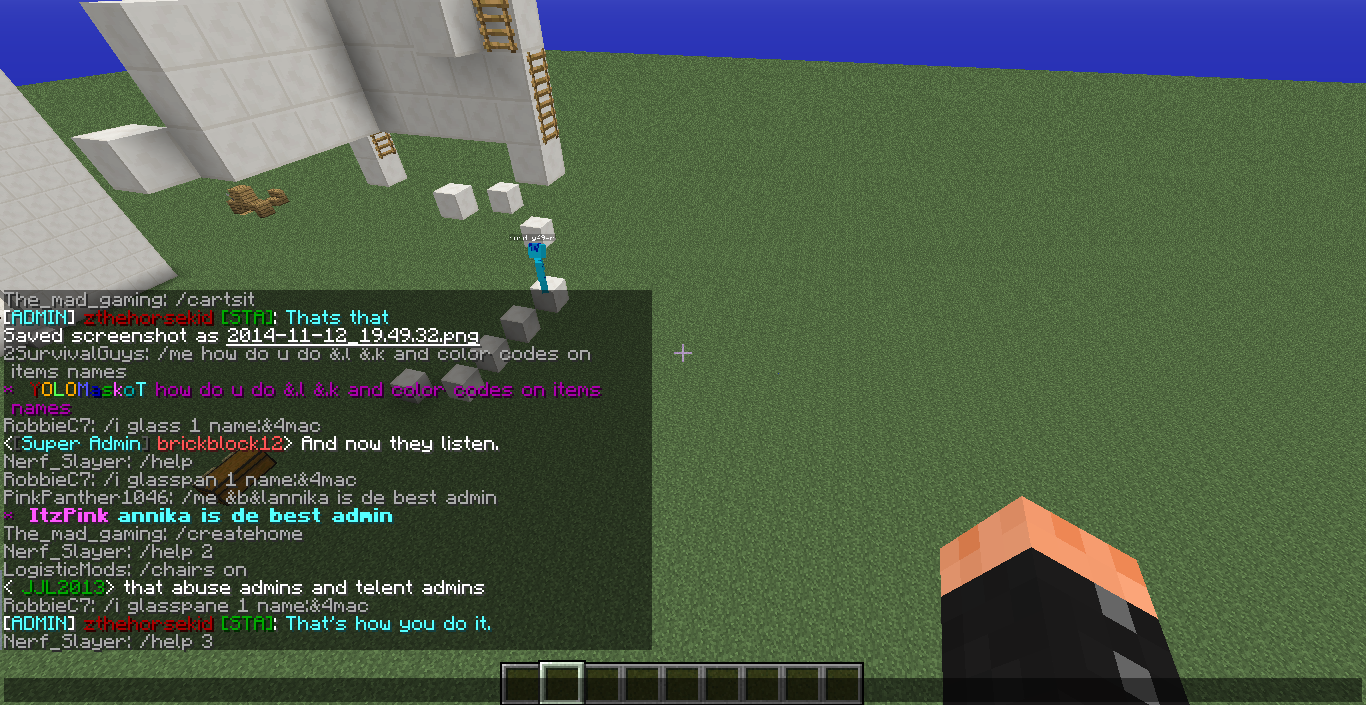 The_mad_gaming: /cartsit
[ADMIN] zthehorsekid [STA]: Thats that
Saved screenshot as 2014-11-12_19.49.32.png
2SurvivalGuys: /me how do u do &l &k and color codes on
items names
* YOLOMaskoT how do u do &l &k and color codes on items
names
RobbieC7: /i glass 1 name:&4mac
<[Super Admin] brickblock12> And now they listen.
Nerf_Slayer: /help
RobbieC7: /i glasspan 1 name:&4mac
PinkPanther1046: /me &b&lannika is de best admin
* ItzPink annika is de best admin
The_mad_gaming: /createhome
Nerf_Slayer: /help 2
LogisticMods: /chairs on
< JJL2013> that abuse admins and telent admins
RobbieC7: /i glasspane 1 name:&4mac
[ADMIN] zthehorsekid [STA]: That's how you do it.
Nerf_Slayer: /help 3